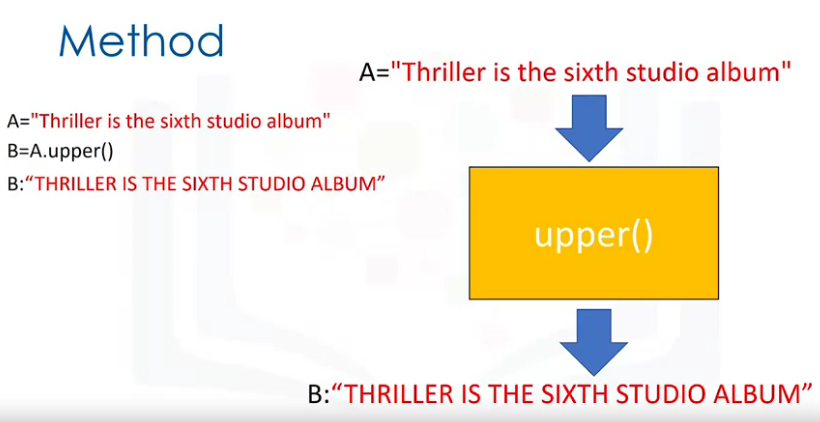 Method
A="Thriller is the sixth studio album"
B=A.upper()
B:“THRILLER IS THE SIXTH STUDIO ALBUM”
A="Thriller is the sixth studio album"
upper()
B:“THRILLER IS THE SIXTH STUDIO ALBUM”